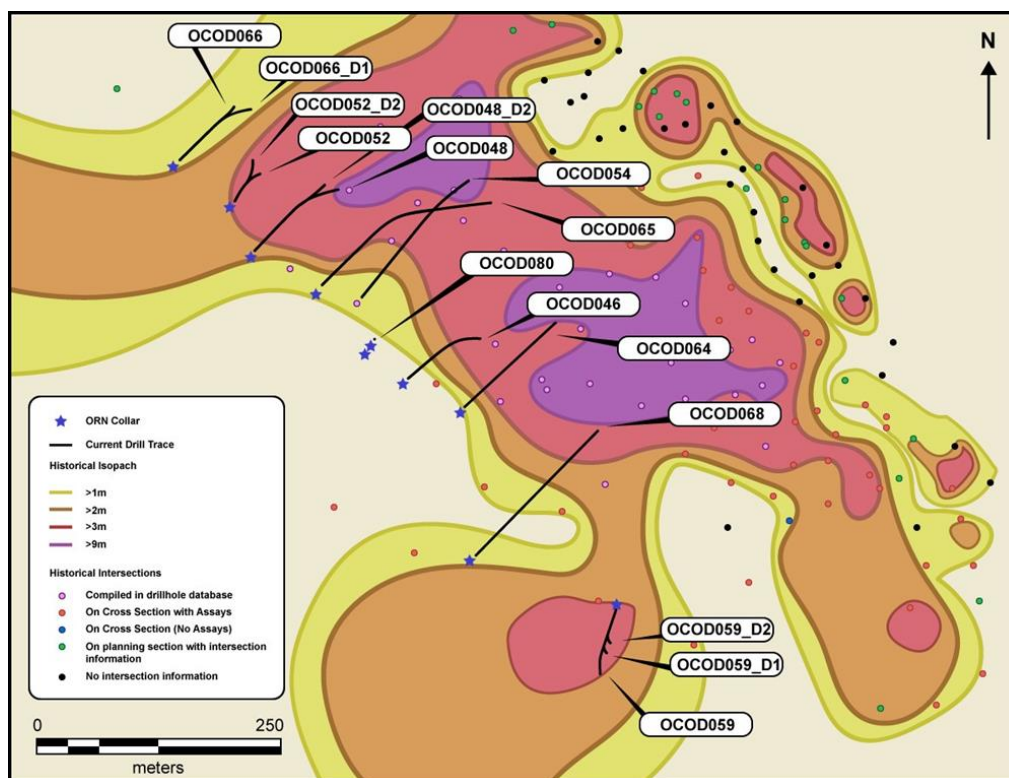 OCOD066
OCOD066_D1
OCOD052_D2
OCOD048_D2
OCOD052
OCOD048
OCOD054
OCOD065
OCOD080
OCOD046
OCOD064
OCOD068
OCOD059_D2
OCOD059_D1
OCOD059
N
ORN Collar
Current Drill Trace
Historical Isopach
>1m
>2m
>3m
>9m
Historical Intersections
Compiled in drillhole database
On Cross Section with Assays
On Cross Section (No Assays)
On planning section with intersection
information
No intersection information
0 250
meters